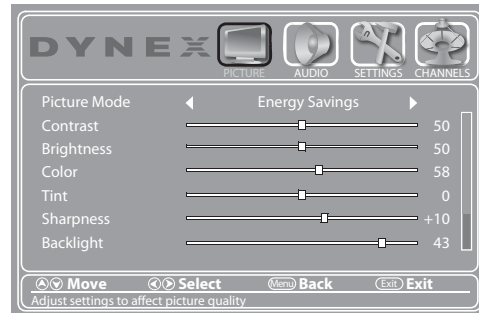 DYNEX
PICTURE AUDIO SETTINGS CHANNELS
Picture Mode Energy Savings
Contrast 50
Brightness 50
Color 58
Tint 0
Sharpness +10
Backlight 43
Move Select Menu Back Exit Exit
Adjust settings to affect picture quality